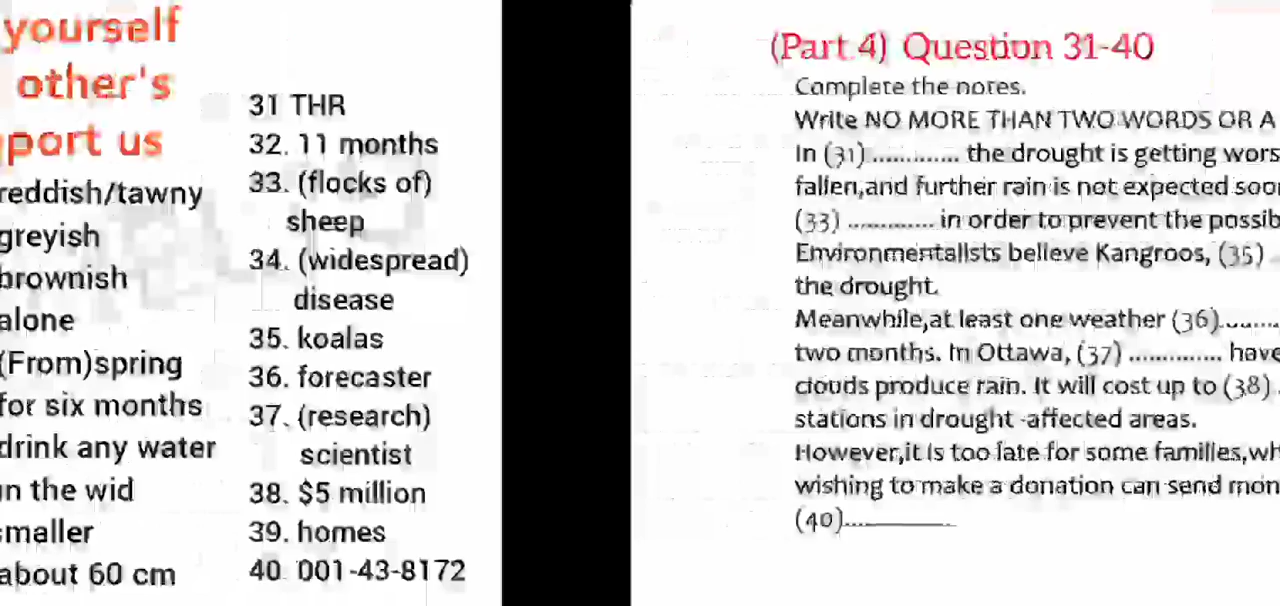 yourself
other's
port us
reddish/tawny
greyish
brownish
alone
(From)spring
for six months
drink any water
in the wid
smaller
about 60 cm
31 THR
32. 11 months
33. (flocks of)
sheep
34. (widespread)
disease
35. koalas
36. forecaster
37. (research)
scientist
38. $5 million
39. homes
40 001-43-8172
(Part 4) Question 31-40
Complete the notes.
Write NO MORE THAN TWO WORDS OR A
In (31) ............. the drought is getting wors
fallen,and further rain is not expected soon
(33) ............. in order to prevent the possib
Environmentalists believe Kangroos, (35)
the drought.
Meanwhile,at least one weather (36)........
two months. In Ottawa, (37) .............. have
clouds produce rain. It will cost up to (38) .
stations in drought -affected areas.
However,it is too late for some families,wh
wishing to make a donation can send mon
(40)....___________